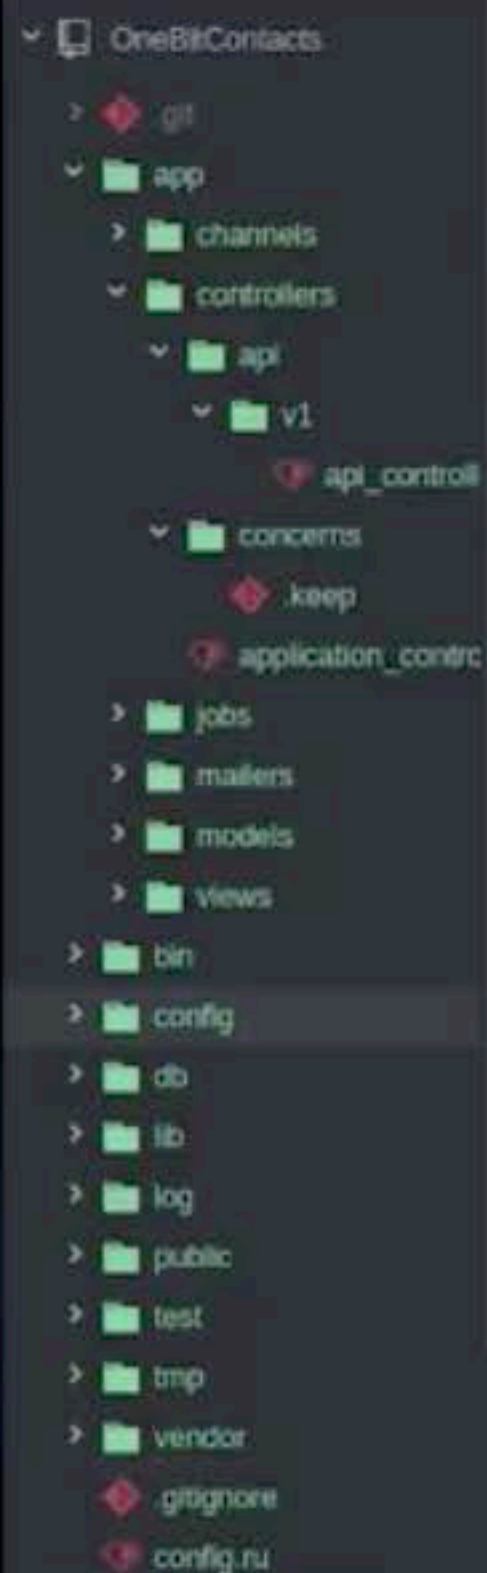 OneBitContacts
.git
app
channels
controllers
api
v1
api_controll
concerns
.keep
application_contrc
jobs
mailers
models
views
bin
config
db
lib
log
public
test
tmp
vendor
.gitignore
config.ru